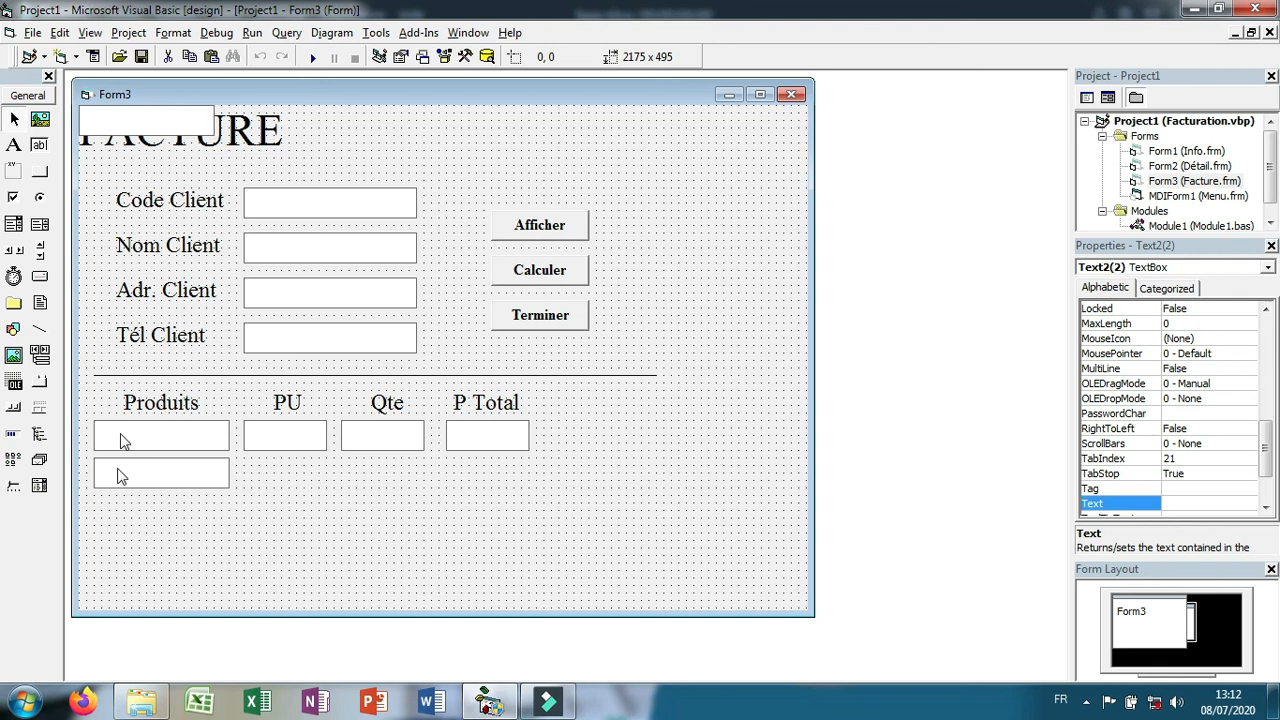 Project1 - Microsoft Visual Basic [design] - [Project1 - Form3 (Form)]
File Edit View Project Format Debug Run Query Diagram Tools Add-Ins Window Help
0, 0 2175 x 495
General
Form3
FACTURE
Code Client
Nom Client
Adr. Client
Tél Client
Afficher
Calculer
Terminer
Produits PU Qte P Total
Project - Project1
Project1 (Facturation.vbp)
Forms
Form1 (Info.frm)
Form2 (Détail.frm)
Form3 (Facture.frm)
MDIForm1 (Menu.frm)
Modules
Module1 (Module1.bas)
Properties - Text2(2)
Text2(2) TextBox
Alphabetic Categorized
Locked False
MaxLength 0
MouseIcon (None)
MousePointer 0 - Default
MultiLine False
OLEDragMode 0 - Manual
OLEDropMode 0 - None
PasswordChar
RightToLeft False
ScrollBars 0 - None
TabIndex 21
TabStop True
Tag
Text
Text
Returns/sets the text contained in the
Form Layout
Form3
FR
13:12
08/07/2020